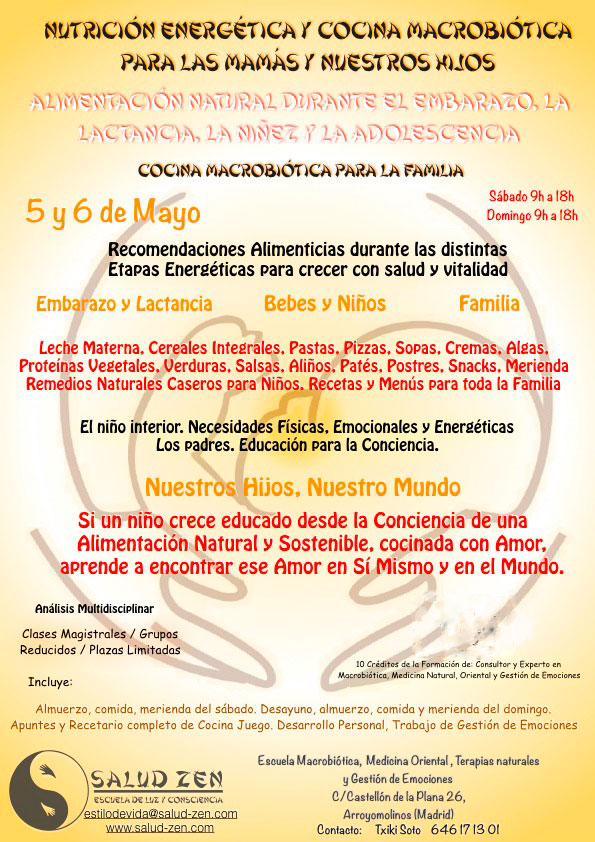 NUTRICIÓN ENERGÉTICA Y COCINA MACROBIÓTICA
PARA LAS MAMÁS Y NUESTROS HIJOS
ALIMENTACIÓN NATURAL DURANTE EL EMBARAZO, LA
LACTANCIA, LA NIÑEZ Y LA ADOLESCENCIA
COCINA MACROBIÓTICA PARA LA FAMILIA
5 y 6 de Mayo
Sábado 9h a 18h
Domingo 9h a 18h
Recomendaciones Alimenticias durante las distintas
Etapas Energéticas para crecer con salud y vitalidad
Embarazo y Lactancia Bebes y Niños Familia
Leche Materna, Cereales Integrales, Pastas, Pizzas, Sopas, Cremas, Algas,
Proteínas Vegetales, Verduras, Salsas, Aliños, Patés, Postres, Snacks, Merienda
Remedios Naturales Caseros para Niños, Recetas y Menús para toda la Familia
El niño interior. Necesidades Físicas, Emocionales y Energéticas
Los padres. Educación para la Conciencia.
Nuestros Hijos, Nuestro Mundo
Si un niño crece educado desde la Conciencia de una
Alimentación Natural y Sostenible, cocinada con Amor,
aprende a encontrar ese Amor en Sí Mismo y en el Mundo.
Análisis Multidisciplinar
Clases Magistrales / Grupos
Reducidos / Plazas Limitadas
10 Créditos de la Formación de: Consultor y Experto en
Macrobiótica, Medicina Natural, Oriental y Gestión de Emociones
Incluye:
Almuerzo, comida, merienda del sábado. Desayuno, almuerzo, comida y merienda del domingo.
Apuntes y Recetario completo de Cocina Juego. Desarrollo Personal, Trabajo de Gestión de Emociones
SALUD ZEN
ESCUELA DE LUZ Y CONSCIENCIA
estilodevida@salud-zen.com
www.salud-zen.com
Escuela Macrobiótica, Medicina Oriental, Terapias naturales
y Gestión de Emociones
C/Castellón de la Plana 26,
Arroyomolinos (Madrid)
Contacto: Txiki Soto 646 17 13 01